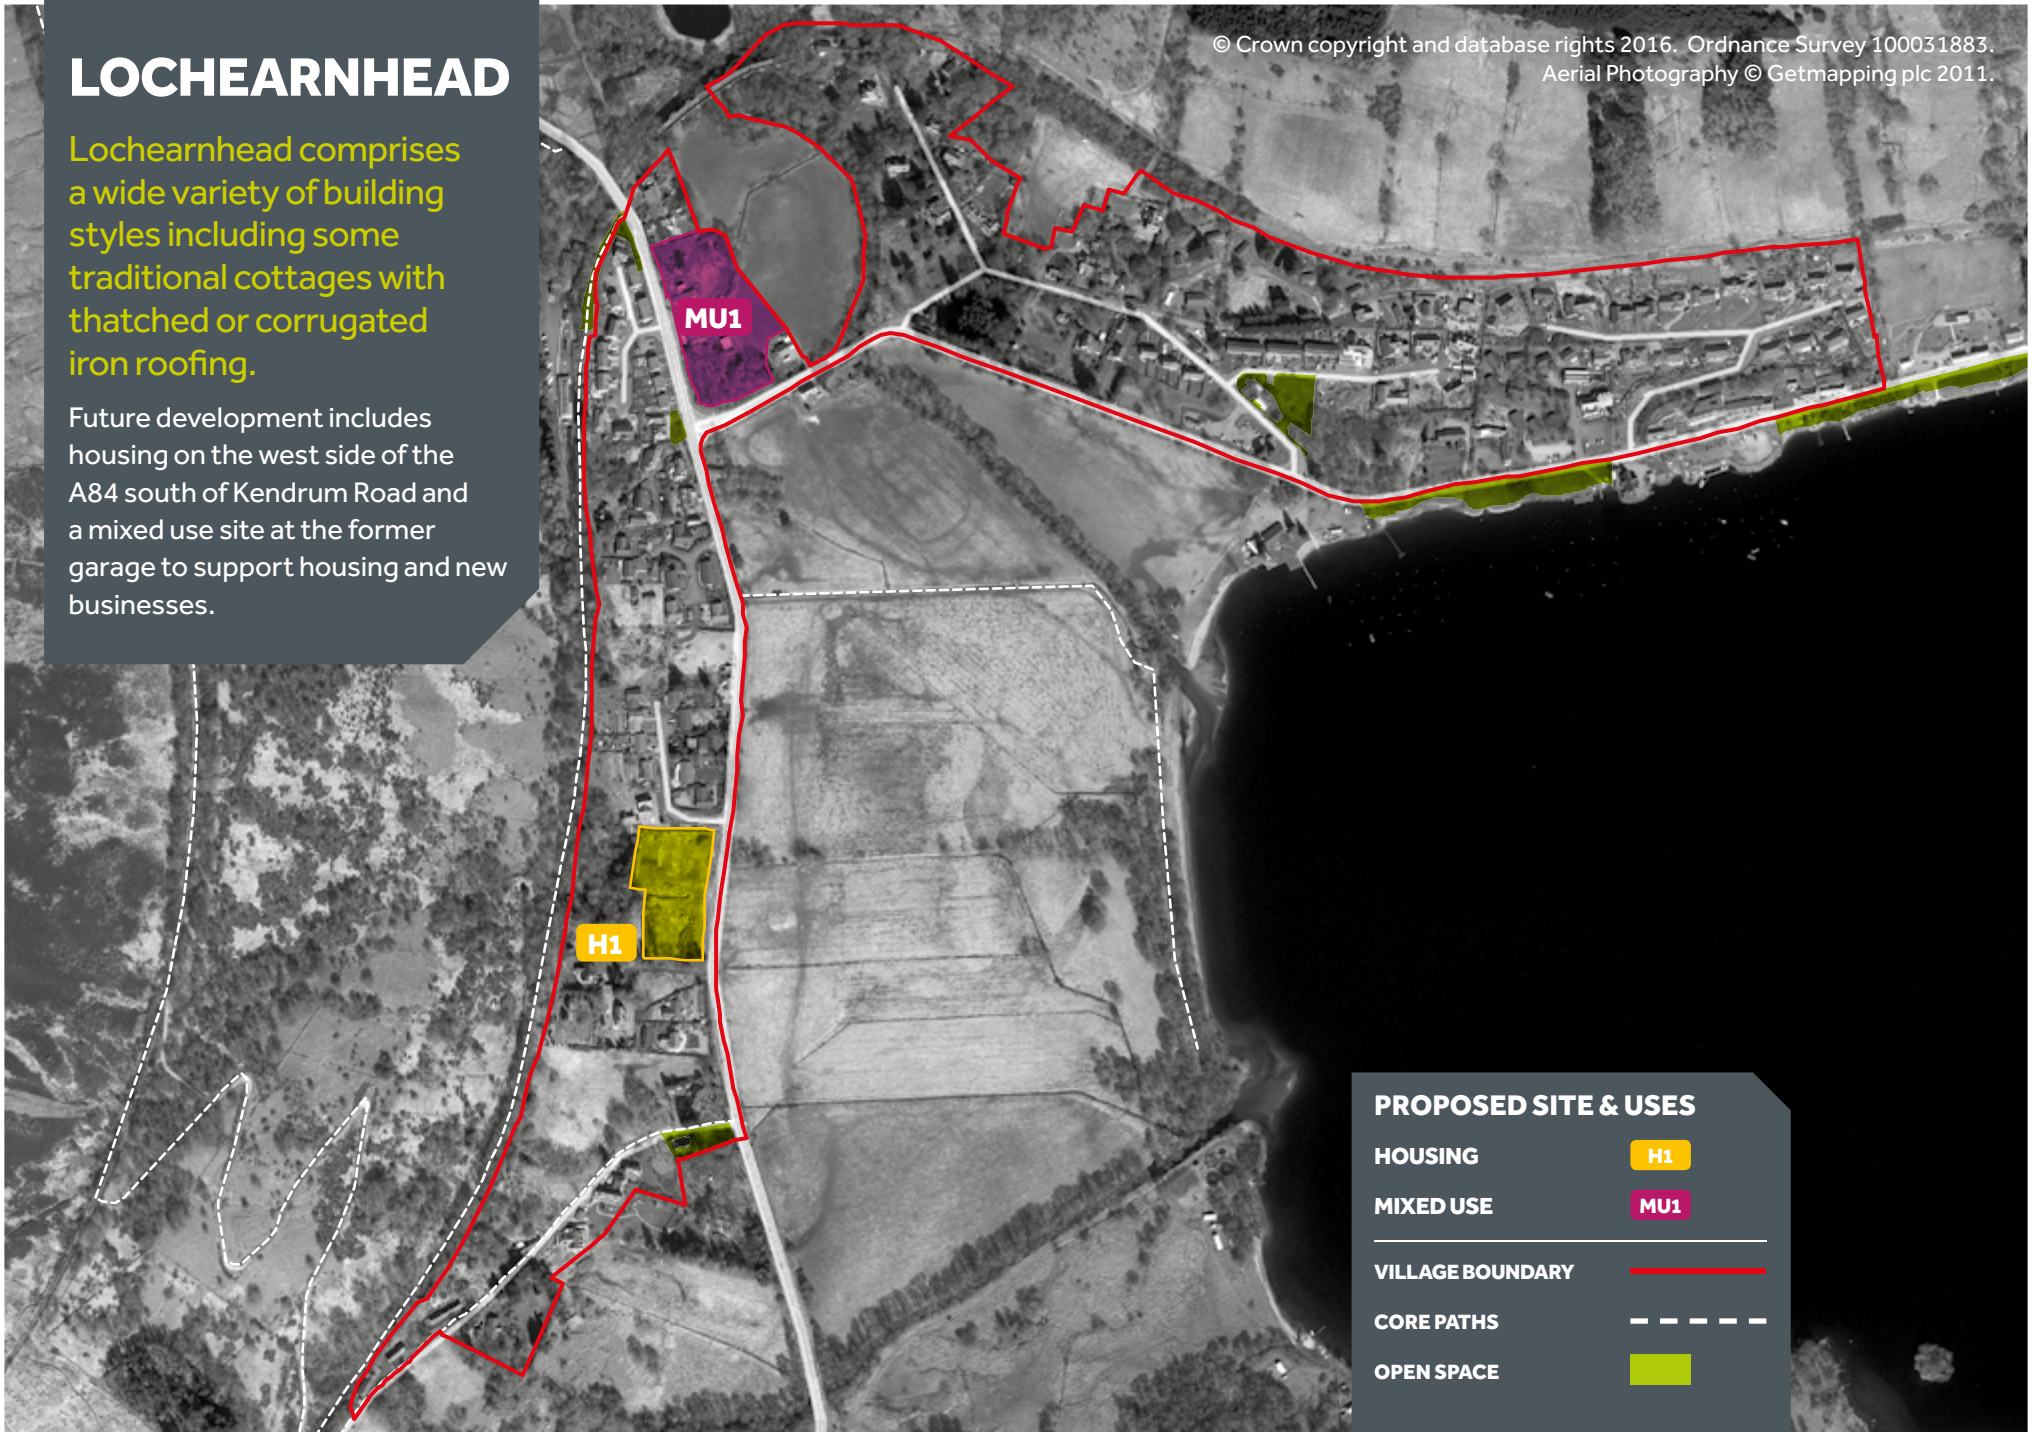 LOCHEARNHEAD
Lochearnhead comprises
a wide variety of building
styles including some
traditional cottages with
thatched or corrugated
iron roofing.
Future development includes
housing on the west side of the
A84 south of Kendrum Road and
a mixed use site at the former
garage to support housing and new
businesses.
© Crown copyright and database rights 2016. Ordnance Survey 100031883.
Aerial Photography © Getmapping plc 2011.
MU1
H1
PROPOSED SITE & USES
HOUSING H1
MIXED USE MU1
VILLAGE BOUNDARY
CORE PATHS
OPEN SPACE